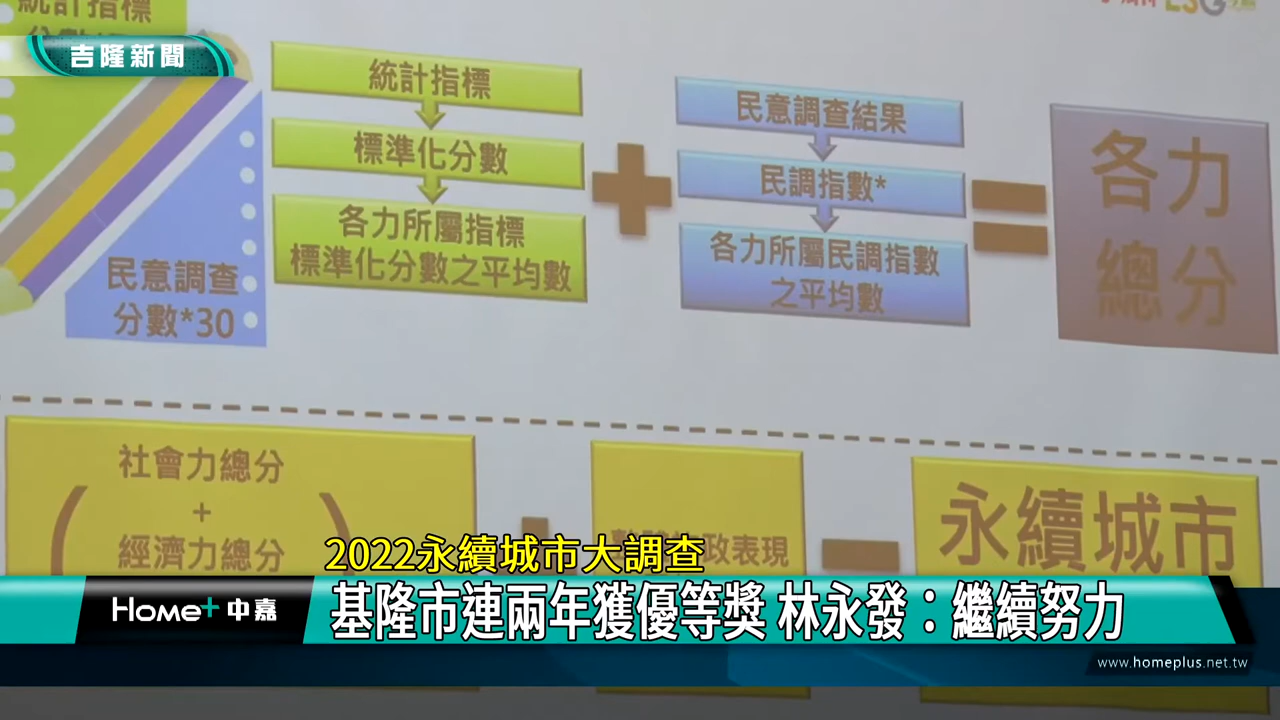 統計指標
吉隆新聞
ESG
統計指標
標準化分數
各力所屬指標
標準化分數之平均數
+
民意調查結果
民調指數*
各力所屬民調指數
之平均數
=
各力
總分
民意調查
分數*30
社會力總分
+
經濟力總分
政表現
永續城市
2022永續城市大調查
Home+中嘉
基隆市連兩年獲優等獎 林永發：繼續努力
www.homeplus.net.tw